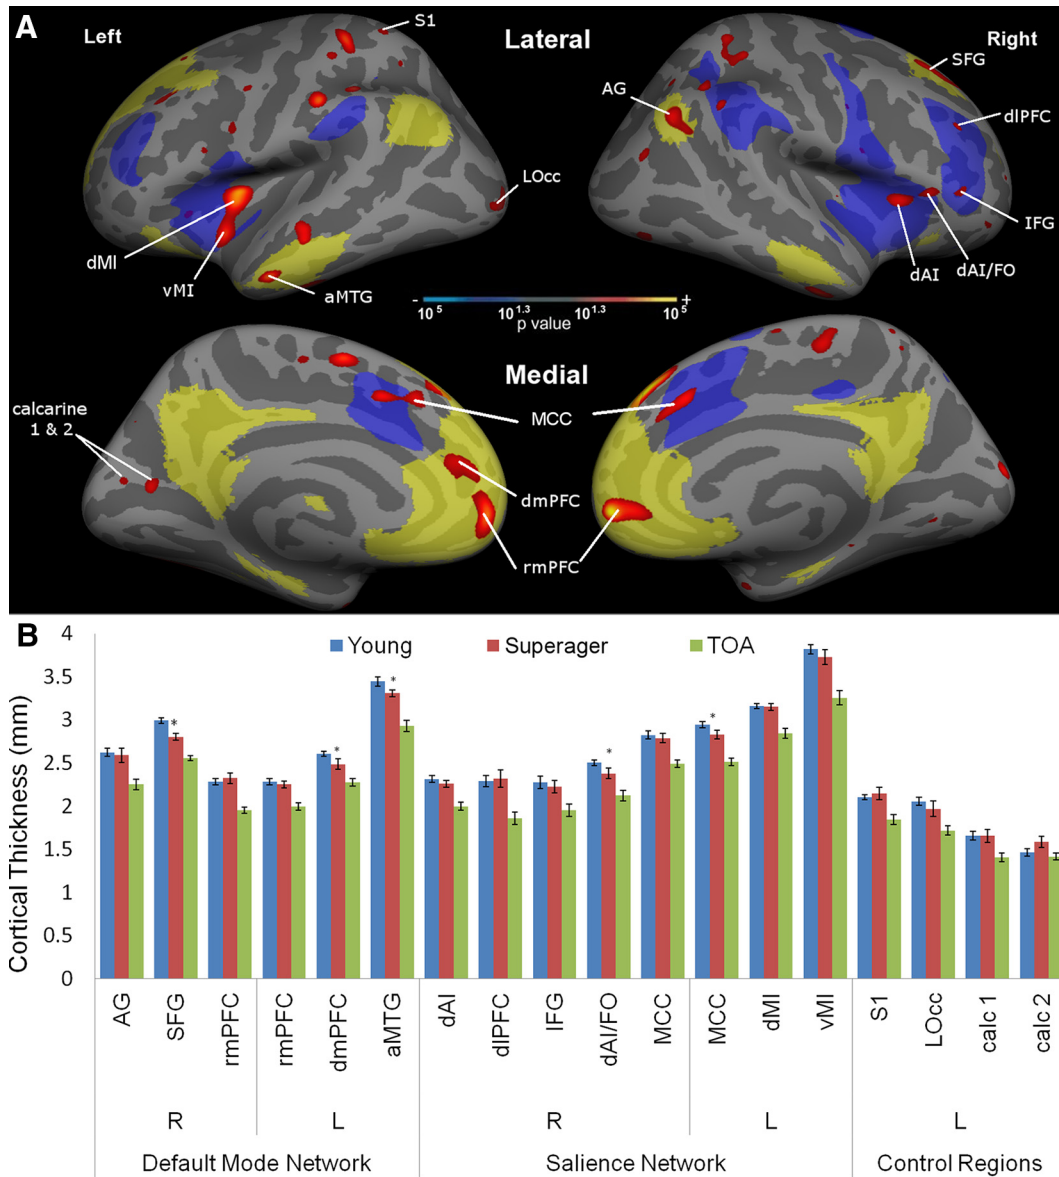 A
Left
Lateral
Right
S1
SFG
AG
dlPFC
LOcc
IFG
dMI
vMI
aMTG
dAI
dAI/FO
- +
10^5 10^1.3 10^1.3 10^5
p value
Medial
calcarine
1 & 2
MCC
dmPFC
rmPFC
B
Young Superager TOA
Cortical Thickness (mm)
4
3.5
3
2.5
2
1.5
1
0.5
0
* * * * *
AG SFG rmPFC rmPFC dmPFC aMTG dAI dlPFC IFG dAI/FO MCC MCC dMI vMI S1 LOcc calc 1 calc 2
R L R L L
Default Mode Network Salience Network Control Regions